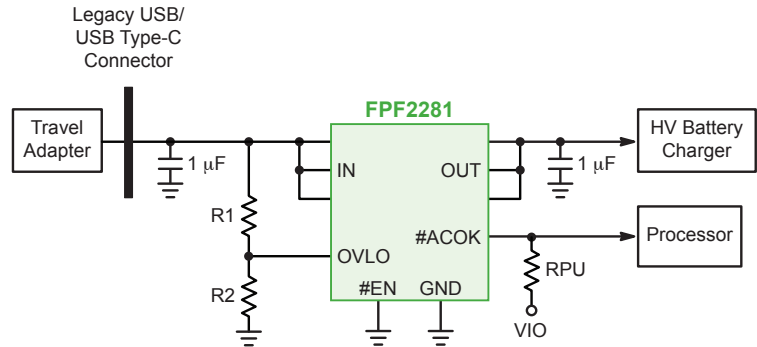 Legacy USB/
USB Type-C
Connector
FPF2281
Travel
Adapter
HV Battery
Charger
1 μF
1 μF
IN
OUT
R1
#ACOK
Processor
OVLO
RPU
R2
#EN
GND
VIO